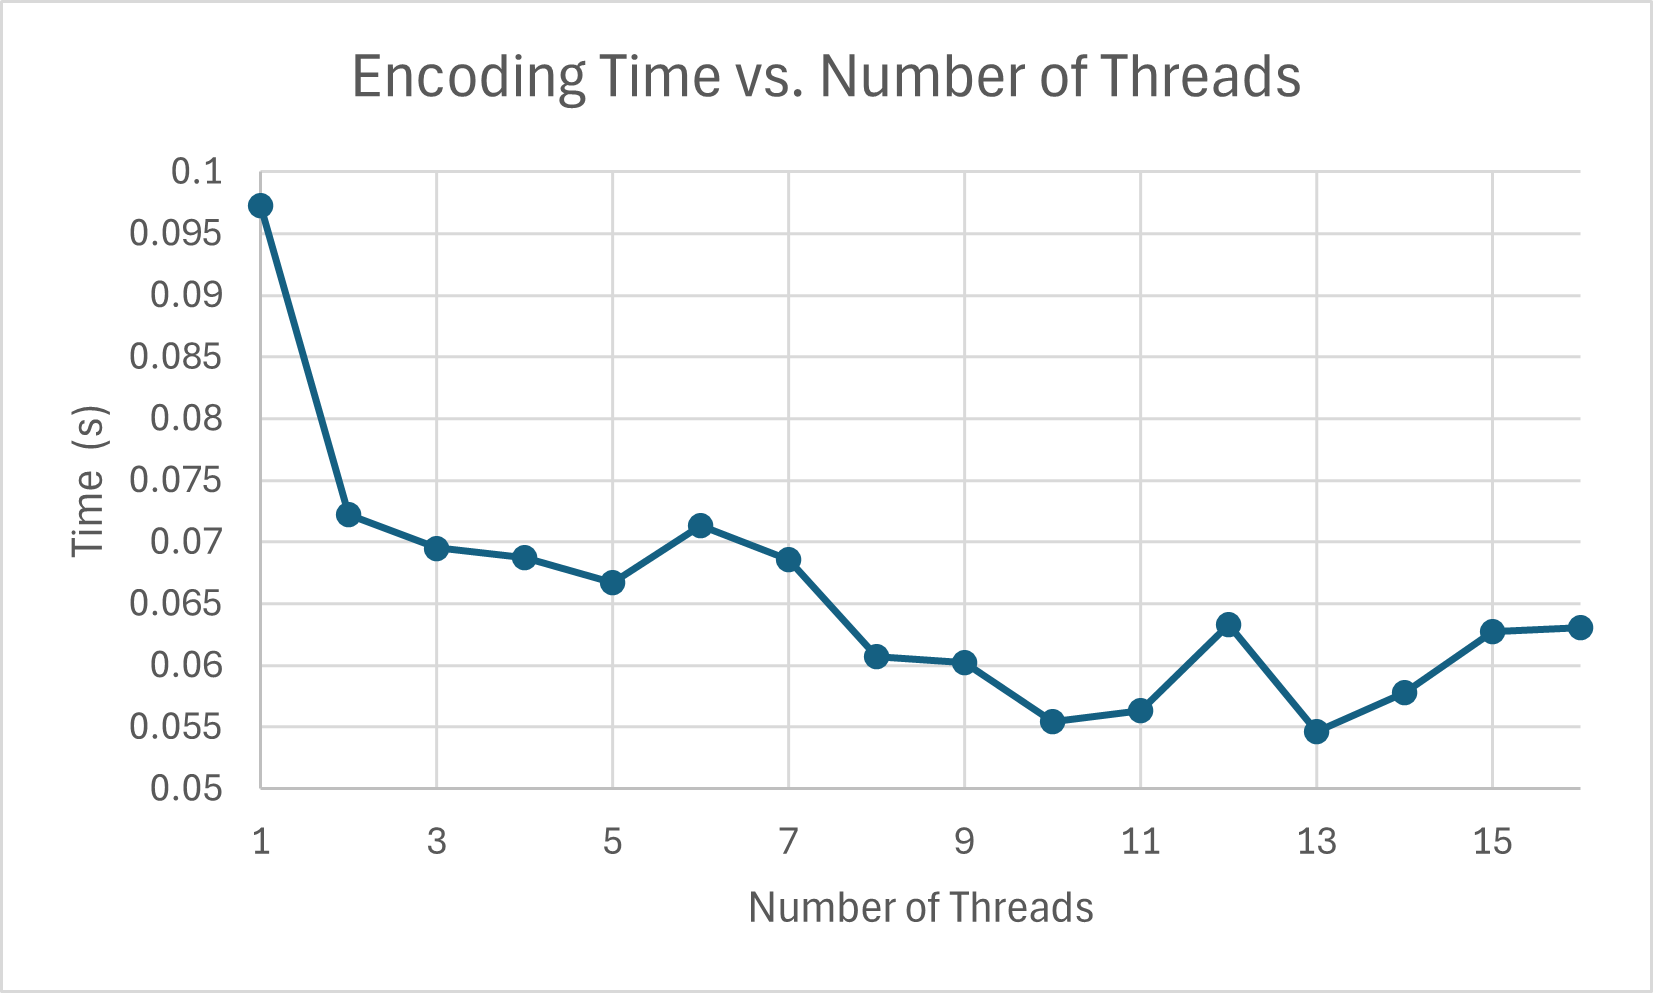 Encoding Time vs. Number of Threads
0.1
0.095
0.09
0.085
0.08
0.075
0.07
0.065
0.06
0.055
0.05
Time (s)
1 3 5 7 9 11 13 15
Number of Threads